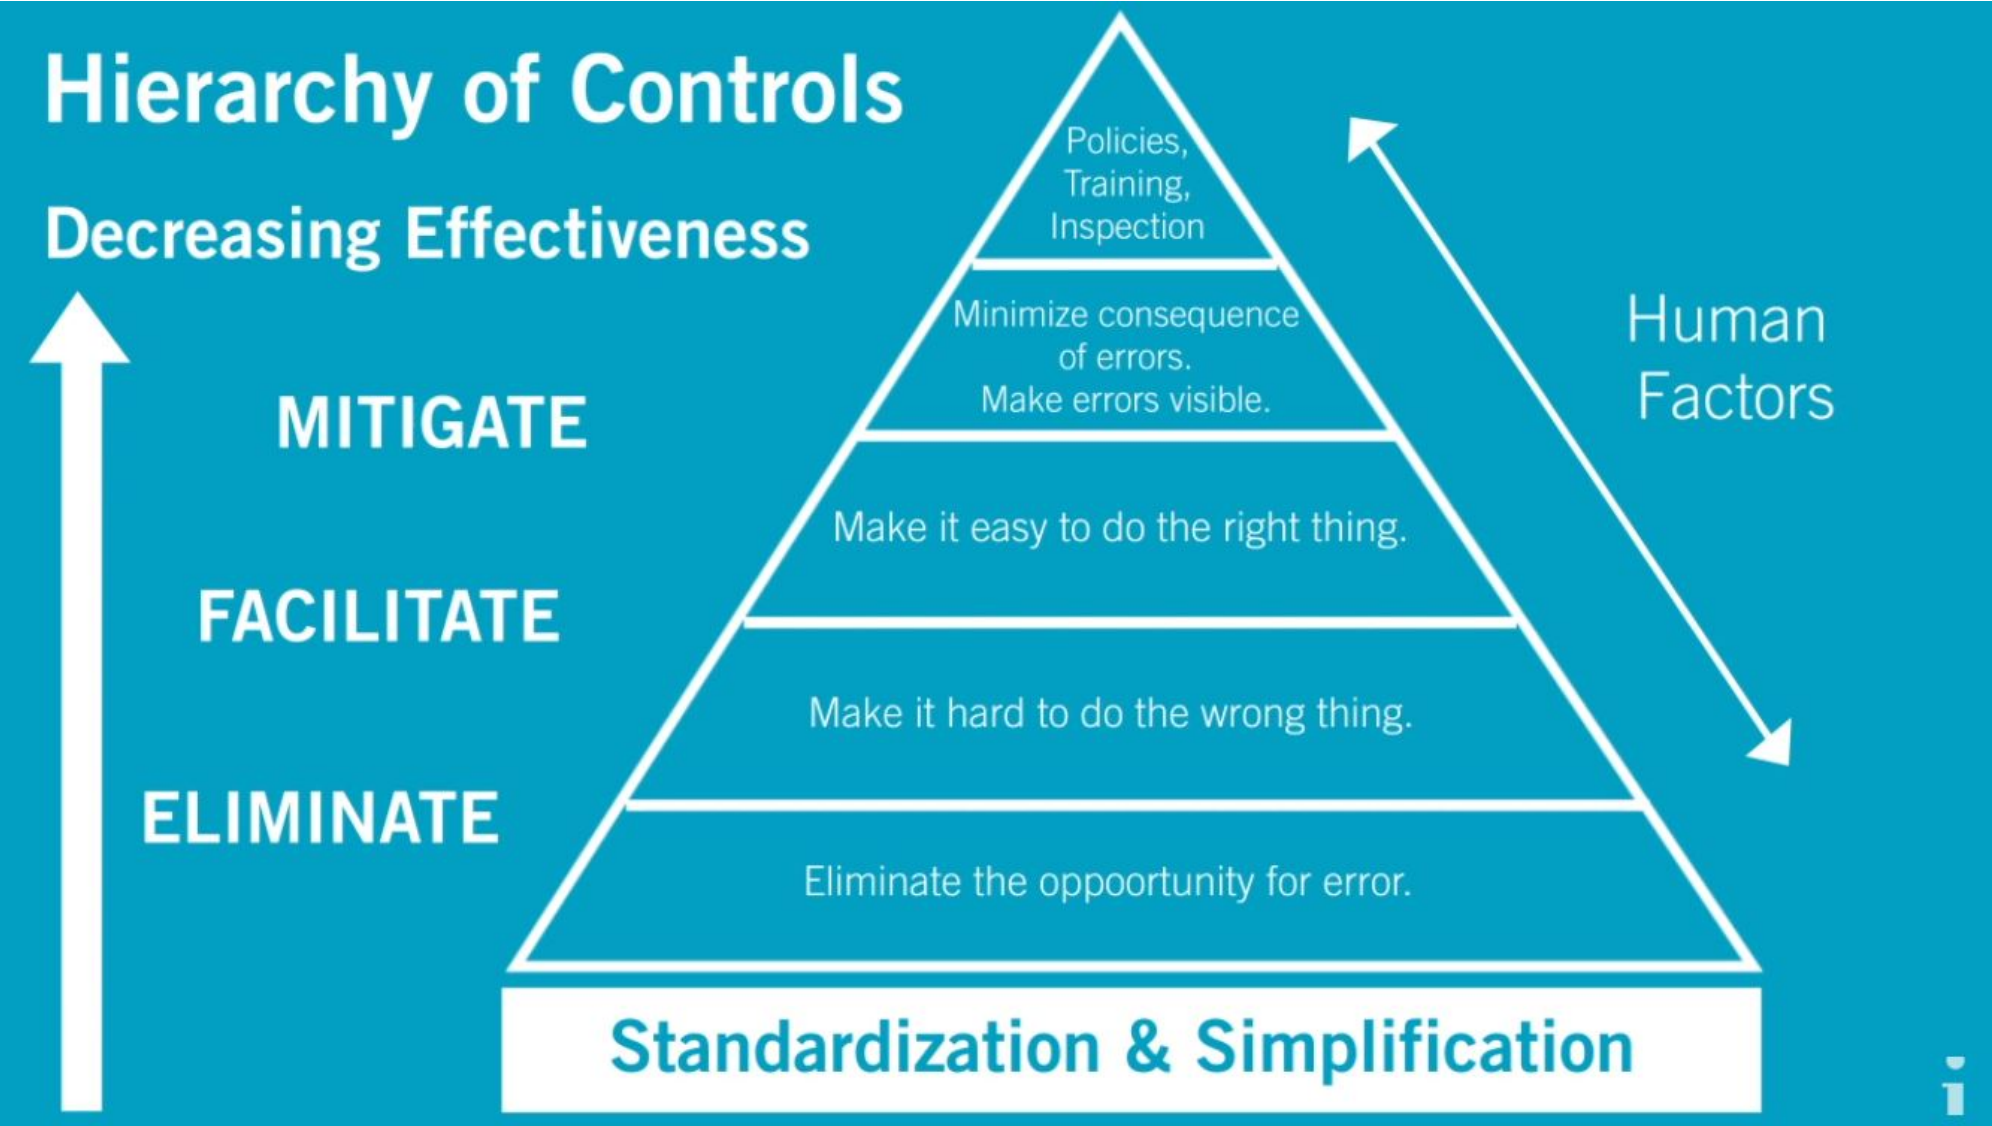 Hierarchy of Controls
Decreasing Effectiveness
MITIGATE
FACILITATE
ELIMINATE
Policies,
Training,
Inspection
Minimize consequence
of errors.
Make errors visible.
Make it easy to do the right thing.
Make it hard to do the wrong thing.
Eliminate the oppoortunity for error.
Human
Factors
Standardization & Simplification
i